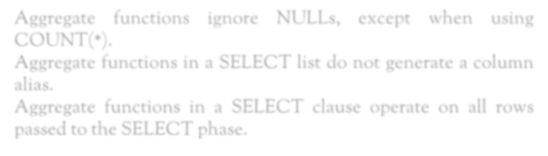 Aggregate functions ignore NULLs, except when using
COUNT(*).
Aggregate functions in a SELECT list do not generate a column
alias.
Aggregate functions in a SELECT clause operate on all rows
passed to the SELECT phase.